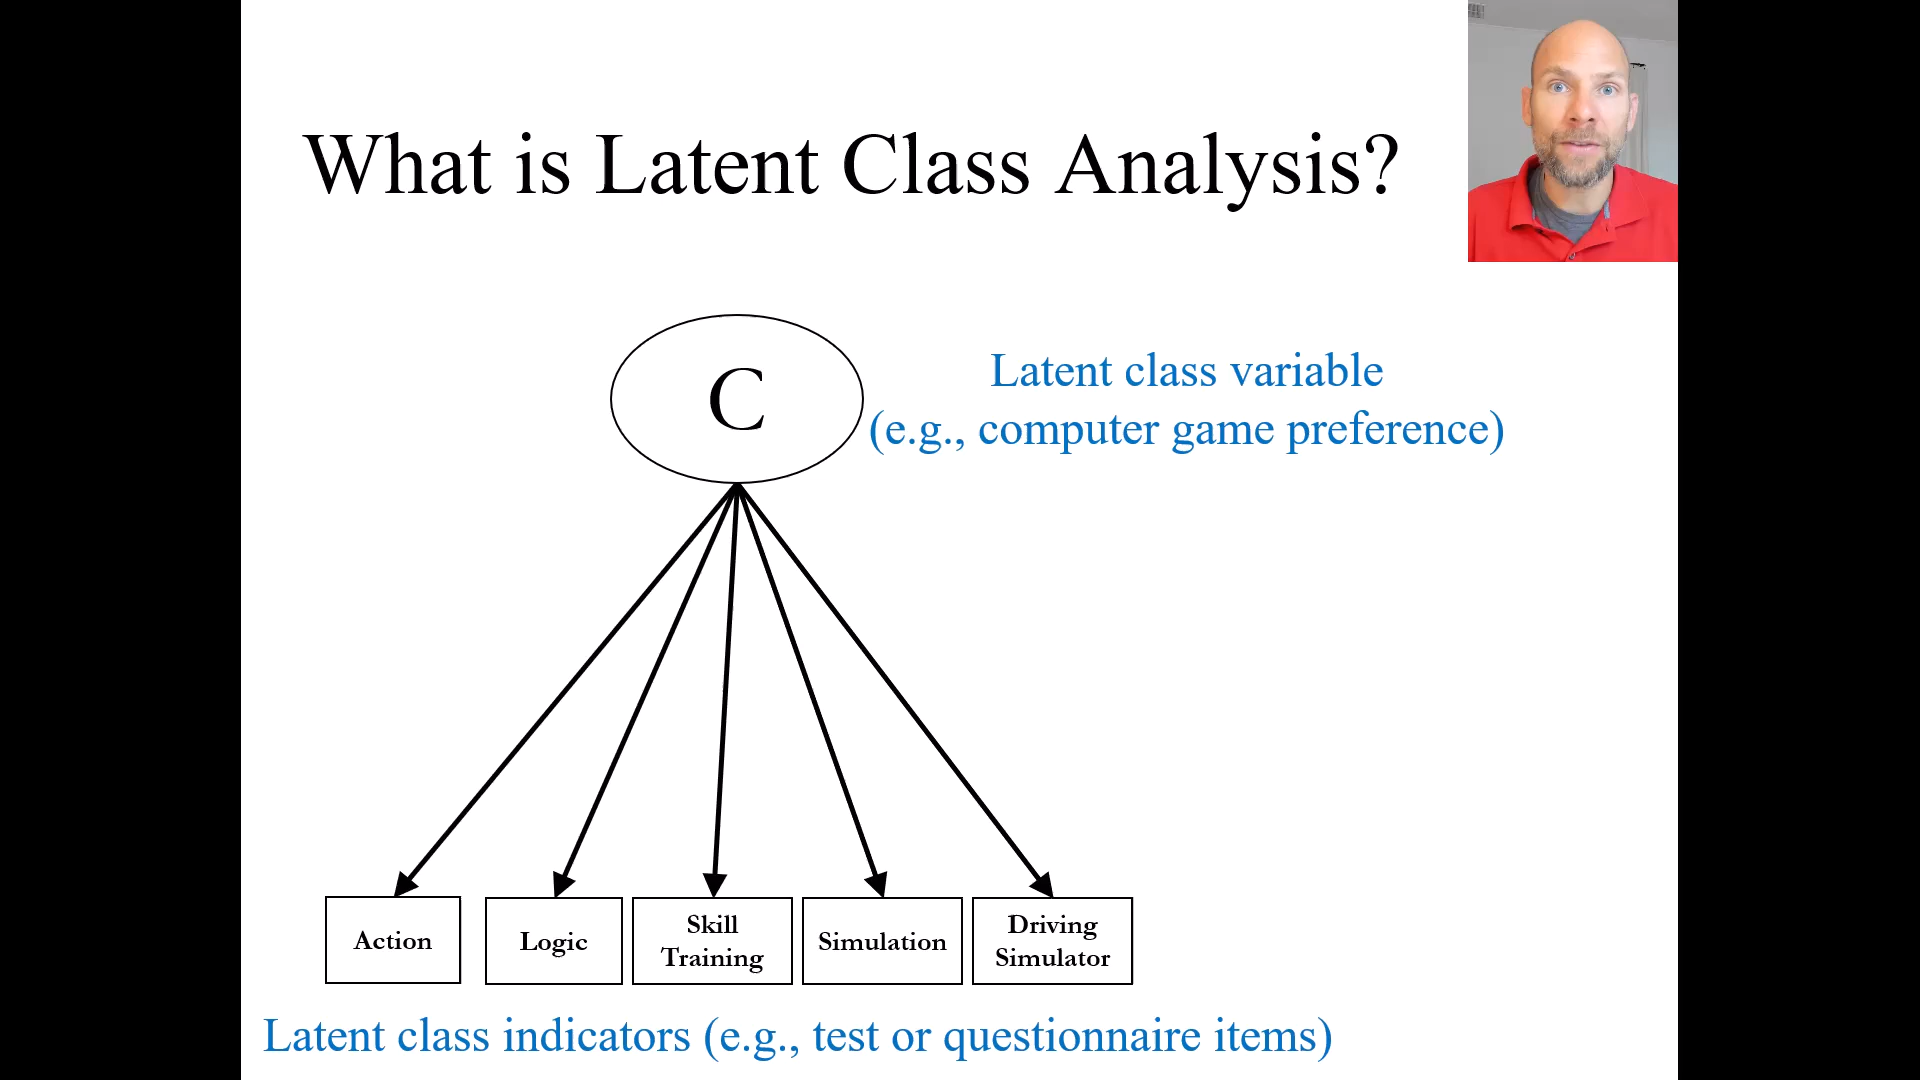 What is Latent Class Analysis?
C
Latent class variable
(e.g., computer game preference)
Action
Logic
Skill
Training
Simulation
Driving
Simulator
Latent class indicators (e.g., test or questionnaire items)